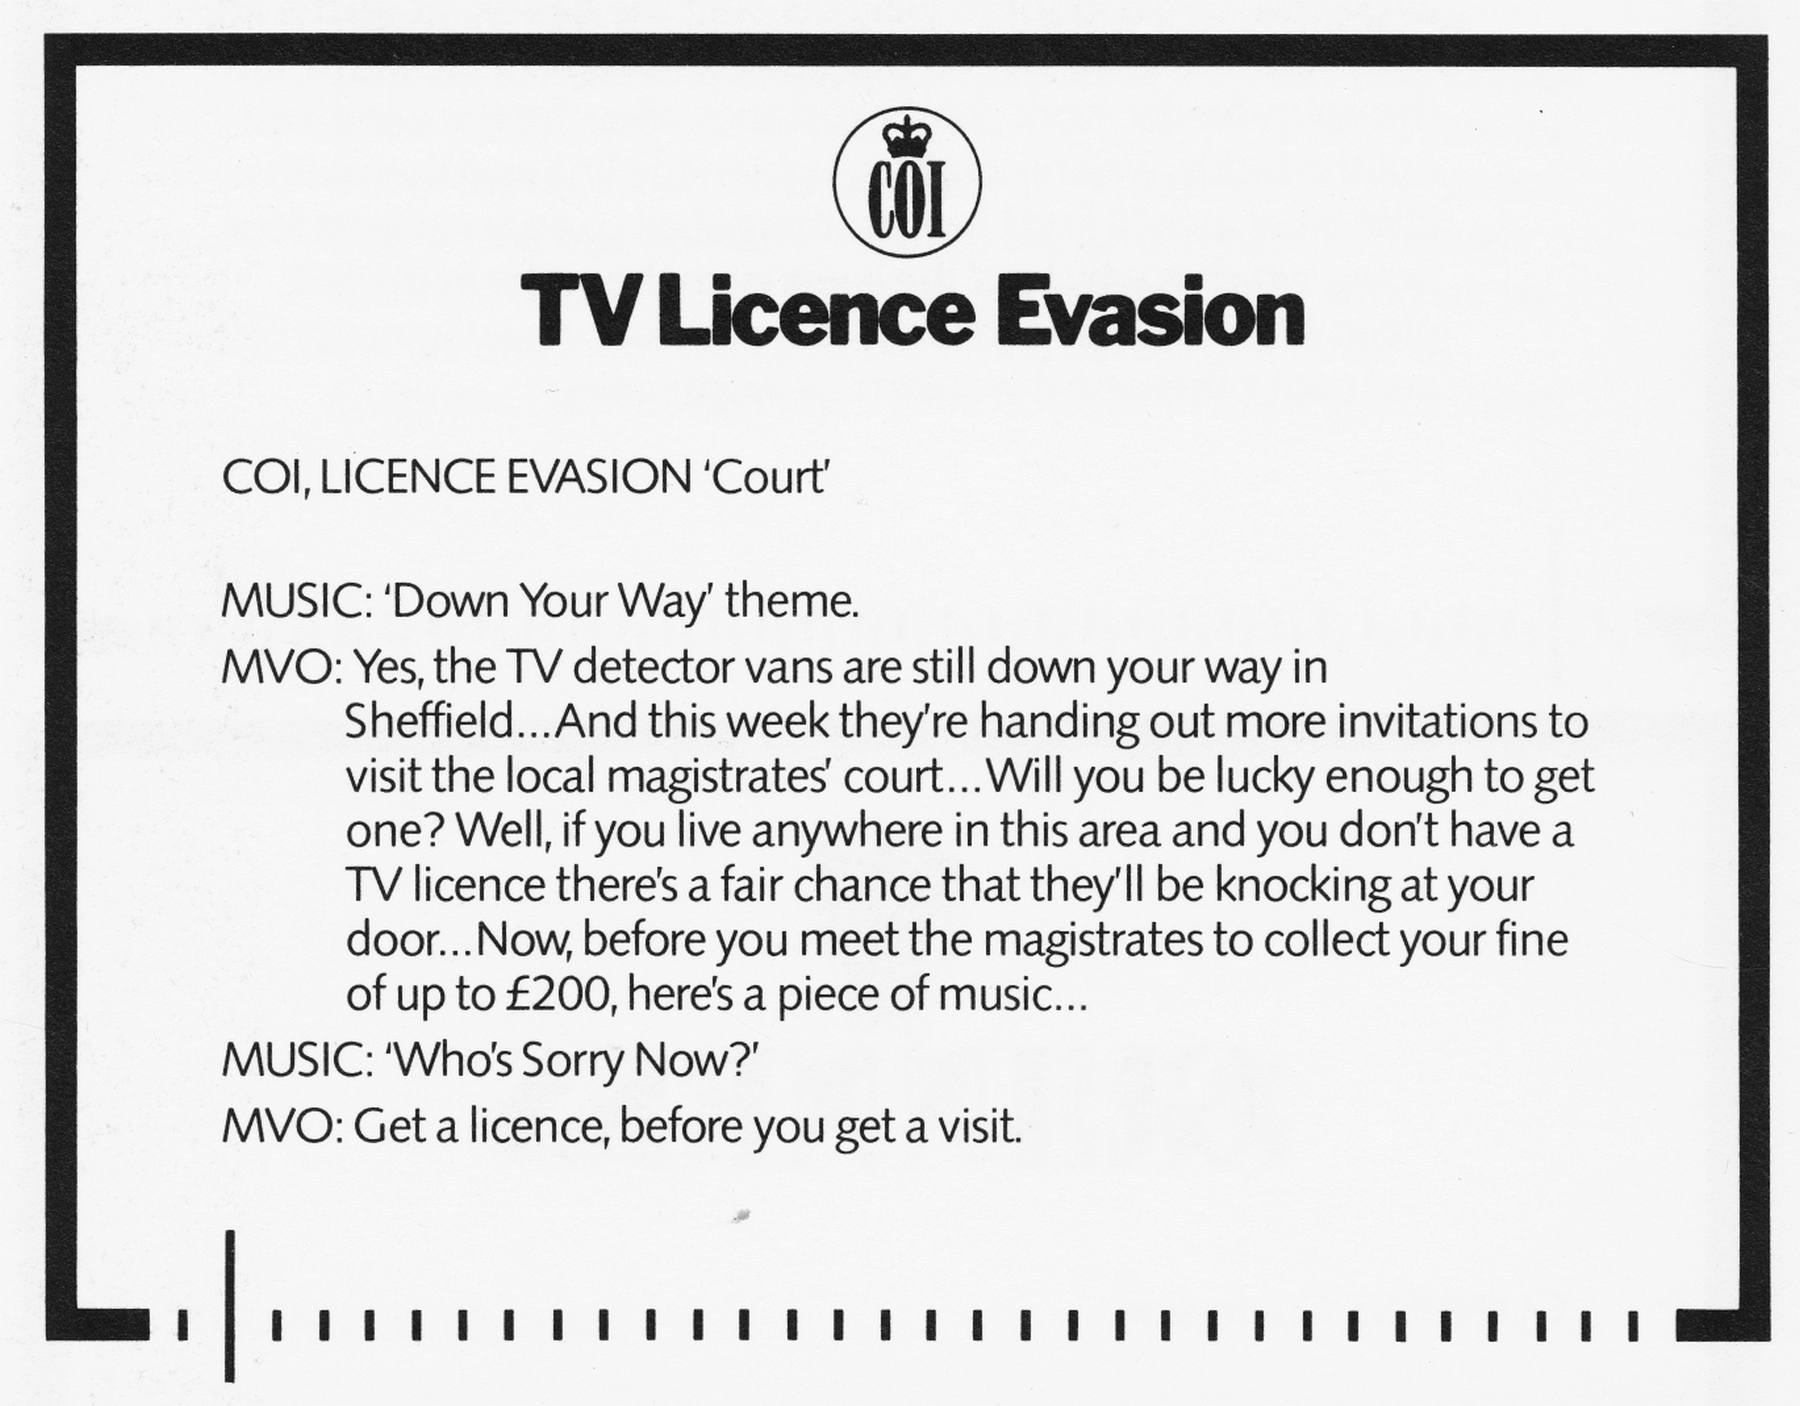 COI
TV Licence Evasion
COI, LICENCE EVASION ‘Court’
MUSIC: ‘Down Your Way’ theme.
MVO: Yes, the TV detector vans are still down your way in
Sheffield...And this week they’re handing out more invitations to
visit the local magistrates’ court...Will you be lucky enough to get
one? Well, if you live anywhere in this area and you don’t have a
TV licence there’s a fair chance that they’ll be knocking at your
door...Now, before you meet the magistrates to collect your fine
of up to £200, here’s a piece of music...
MUSIC: ‘Who’s Sorry Now?’
MVO: Get a licence, before you get a visit.